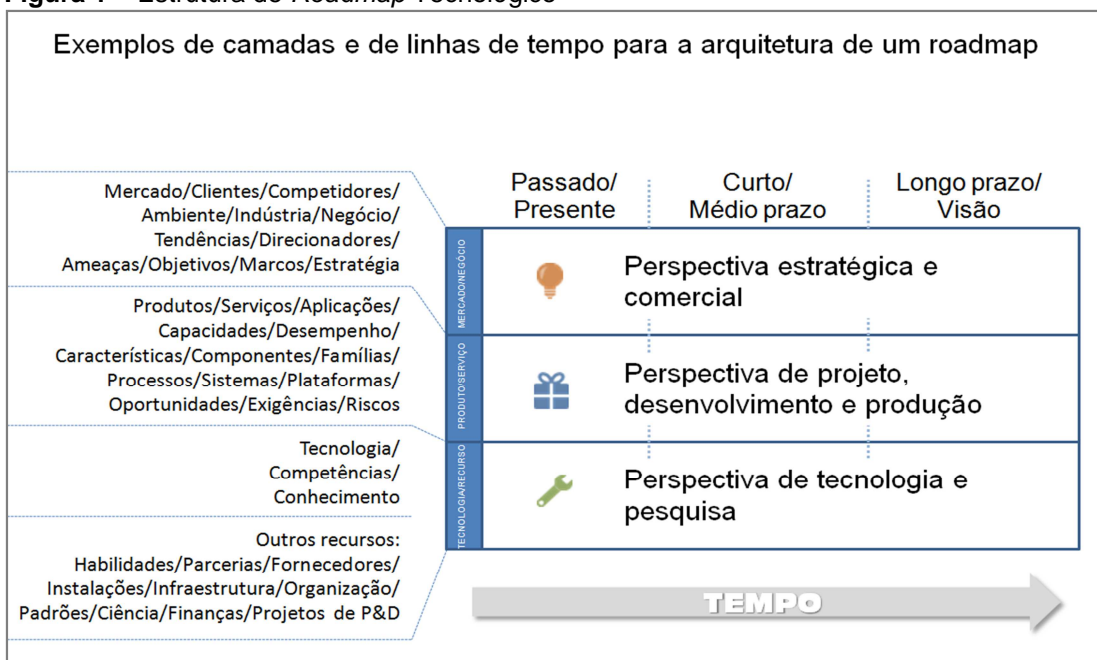 Figura 1 – Estrutura do Roadmap Tecnológico
Exemplos de camadas e de linhas de tempo para a arquitetura de um roadmap
Passado/
Presente
Curto/
Médio prazo
Longo prazo/
Visão
Mercado/Clientes/Competidores/
Ambiente/Indústria/Negócio/
Tendências/Direcionadores/
Ameaças/Objetivos/Marcos/Estratégia
MERCADO/NEGÓCIO
Perspectiva estratégica e
comercial
Produtos/Serviços/Aplicações/
Capacidades/Desempenho/
Características/Componentes/Famílias/
Processos/Sistemas/Plataformas/
Oportunidades/Exigências/Riscos
PRODUTO/SERVIÇO
Perspectiva de projeto,
desenvolvimento e produção
Tecnologia/
Competências/
Conhecimento
TECNOLOGIA/RECURSO
Perspectiva de tecnologia e
pesquisa
Outros recursos:
Habilidades/Parcerias/Fornecedores/
Instalações/Infraestrutura/Organização/
Padrões/Ciência/Finanças/Projetos de P&D
TEMPO